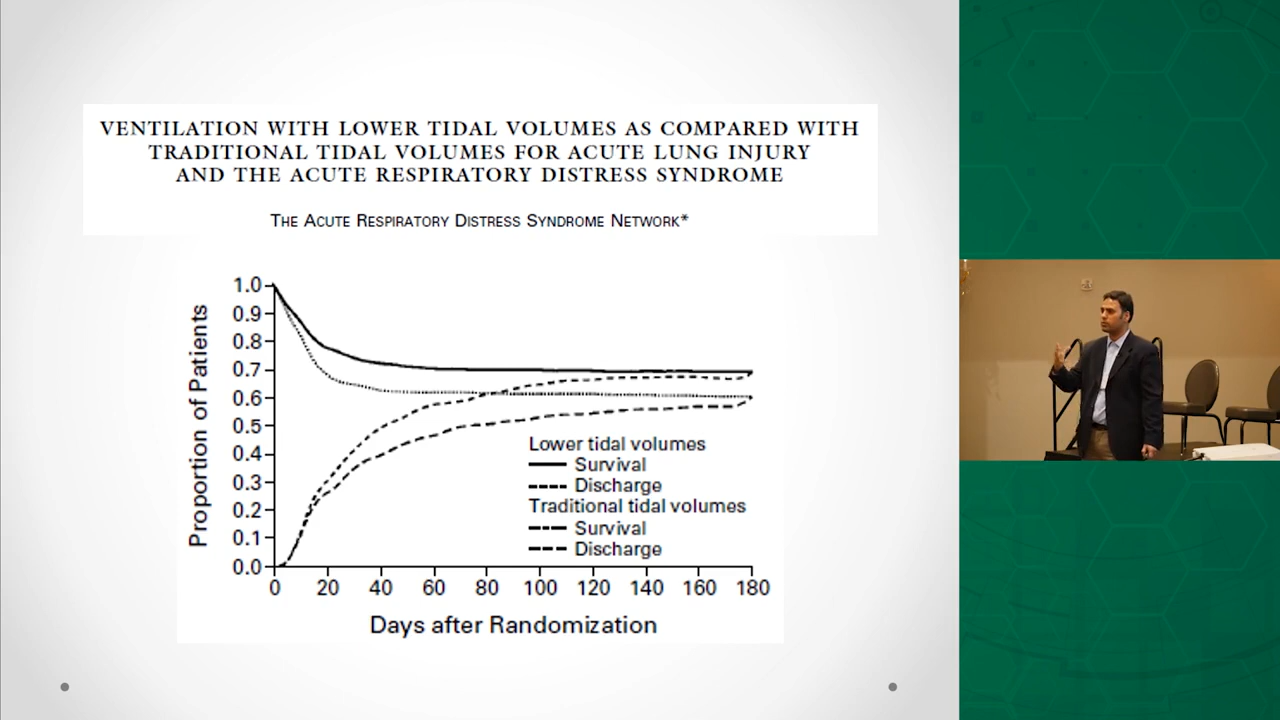 VENTILATION WITH LOWER TIDAL VOLUMES AS COMPARED WITH
TRADITIONAL TIDAL VOLUMES FOR ACUTE LUNG INJURY
AND THE ACUTE RESPIRATORY DISTRESS SYNDROME
THE ACUTE RESPIRATORY DISTRESS SYNDROME NETWORK*
Proportion of Patients
1.0
0.9
0.8
0.7
0.6
0.5
0.4
0.3
0.2
0.1
0.0
Lower tidal volumes
Survival
Discharge
Traditional tidal volumes
Survival
Discharge
0 20 40 60 80 100 120 140 160 180
Days after Randomization